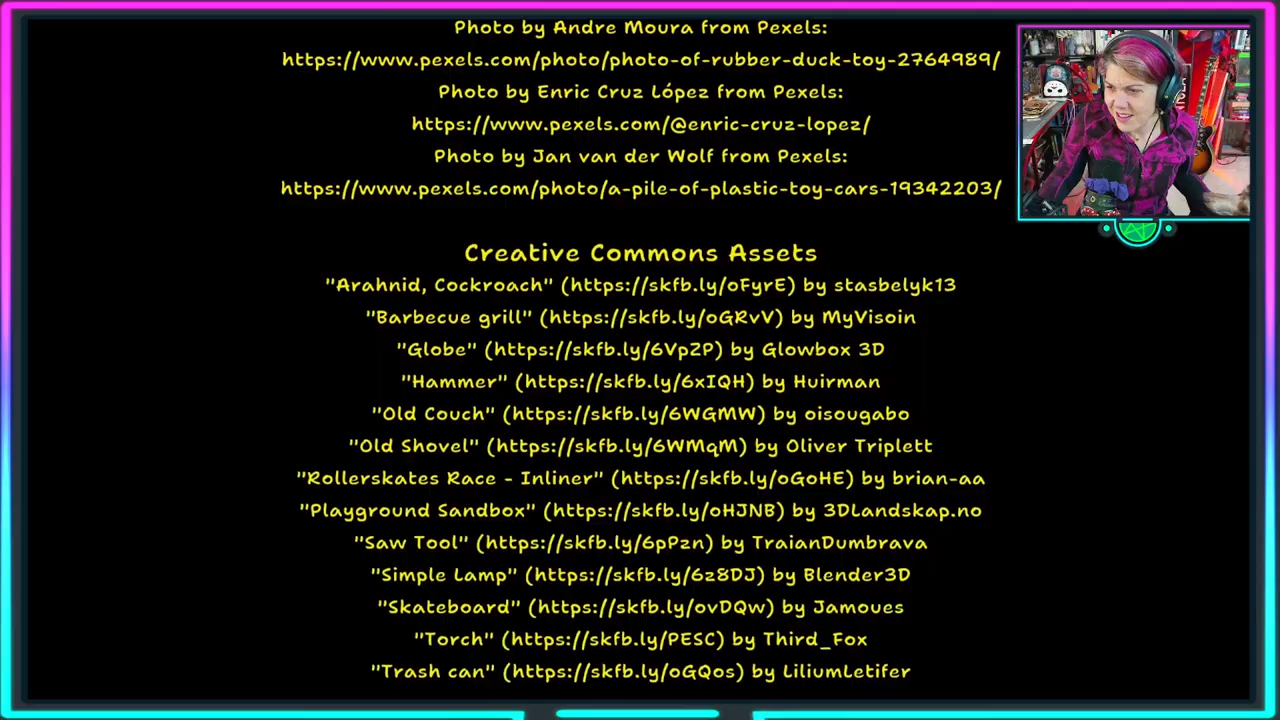 Photo by Andre Moura from Pexels:
https://www.pexels.com/photo/photo-of-rubber-duck-toy-2764989/
Photo by Enric Cruz López from Pexels:
https://www.pexels.com/@enric-cruz-lopez/
Photo by Jan van der Wolf from Pexels:
https://www.pexels.com/photo/a-pile-of-plastic-toy-cars-19342203/
Creative Commons Assets
"Arahnid, Cockroach" (https://skfb.ly/oFyrE) by stasbelyk13
"Barbecue grill" (https://skfb.ly/oGRvV) by MyVisoin
"Globe" (https://skfb.ly/6VpZP) by Glowbox 3D
"Hammer" (https://skfb.ly/6xIQH) by Huirman
"Old Couch" (https://skfb.ly/6WGMW) by oisougabo
"Old Shovel" (https://skfb.ly/6WMqM) by Oliver Triplett
"Rollerskates Race - Inliner" (https://skfb.ly/oGoHE) by brian-aa
"Playground Sandbox" (https://skfb.ly/oHJNB) by 3DLandskap.no
"Saw Tool" (https://skfb.ly/6pPzn) by TraianDumbrava
"Simple Lamp" (https://skfb.ly/6z8DJ) by Blender3D
"Skateboard" (https://skfb.ly/ovDQw) by Jamoues
"Torch" (https://skfb.ly/PESC) by Third_Fox
"Trash can" (https://skfb.ly/oGQos) by LiliumLetifer